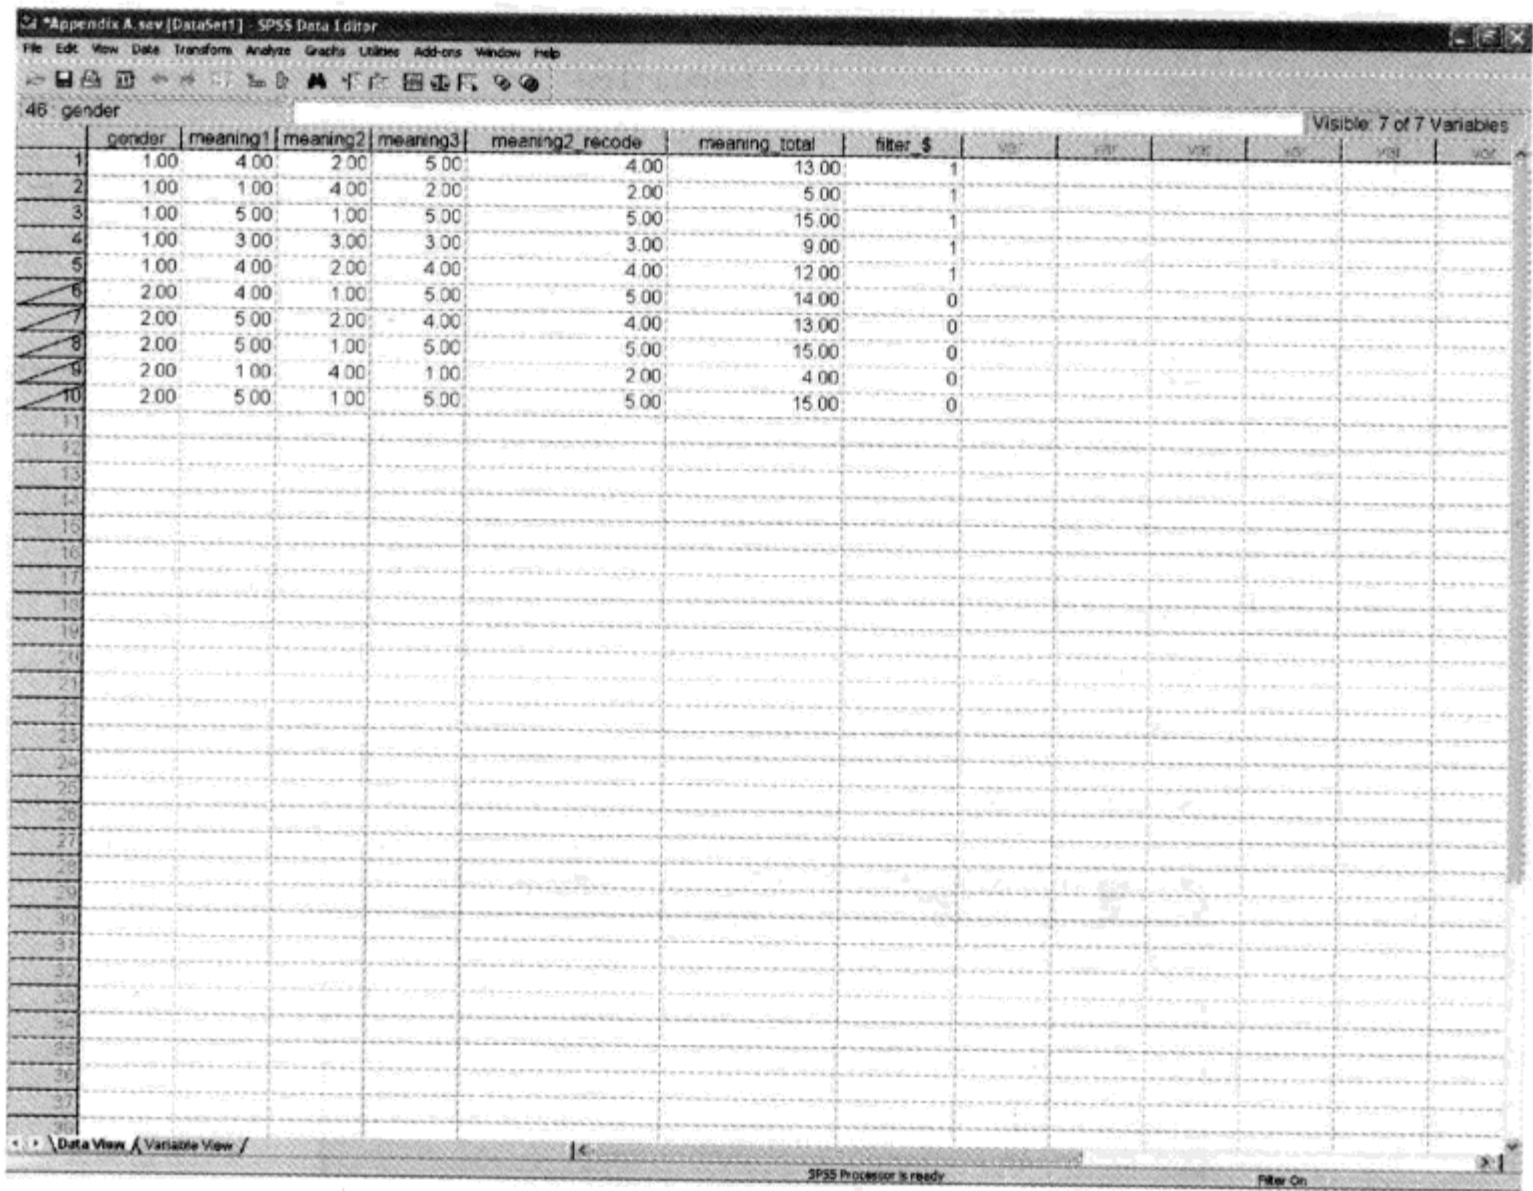 *Appendix A.sav [DataSet1] - SPSS Data Editor
File Edit View Data Transform Analyze Graphs Utilities Add-ons Window Help
46 : gender
Visible: 7 of 7 Variables
gender meaning1 meaning2 meaning3 meaning2_recode meaning_total filter_$ var var var var var var
1 1.00 4.00 2.00 5.00 4.00 13.00 1
2 1.00 1.00 4.00 2.00 2.00 5.00 1
3 1.00 5.00 1.00 5.00 5.00 15.00 1
4 1.00 3.00 3.00 3.00 3.00 9.00 1
5 1.00 4.00 2.00 4.00 4.00 12.00 1
6 2.00 4.00 1.00 5.00 5.00 14.00 0
7 2.00 5.00 2.00 4.00 4.00 13.00 0
8 2.00 5.00 1.00 5.00 5.00 15.00 0
9 2.00 1.00 4.00 1.00 2.00 4.00 0
10 2.00 5.00 1.00 5.00 5.00 15.00 0
11
12
13
14
15
16
17
18
19
20
21
22
23
24
25
26
27
28
29
30
31
32
33
34
35
36
37
38
Data View Variable View
SPSS Processor is ready
Filter On